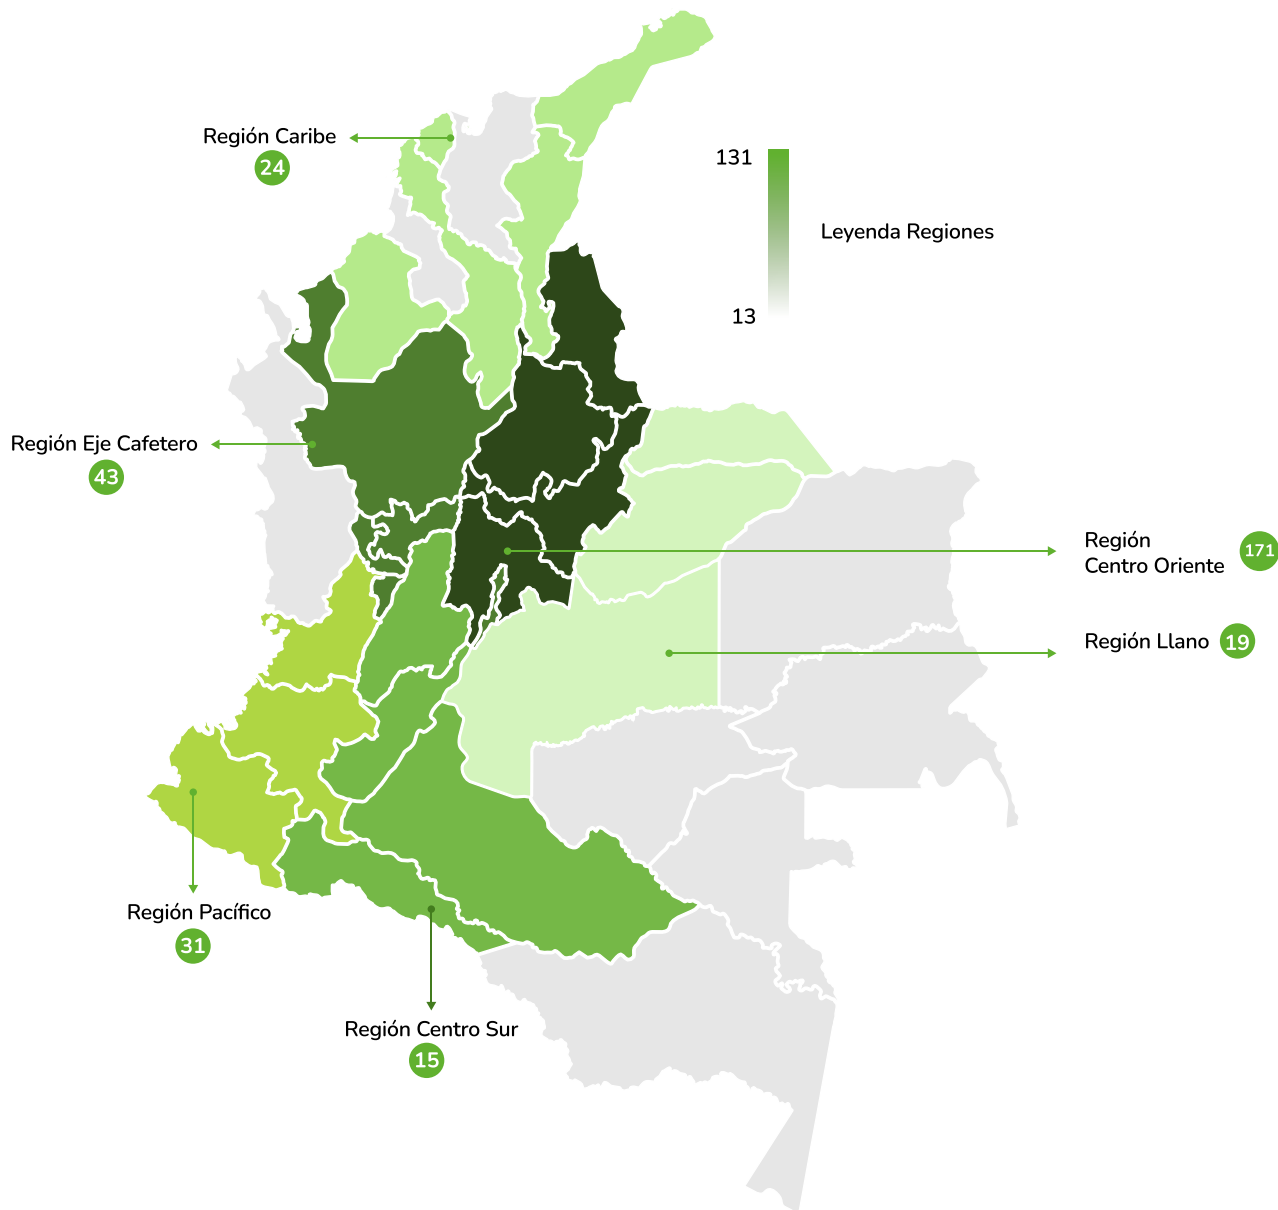 Región Caribe
24
131
Leyenda Regiones
13
Región Eje Cafetero
43
Región
Centro Oriente
171
Región Llano
19
Región Pacífico
31
Región Centro Sur
15